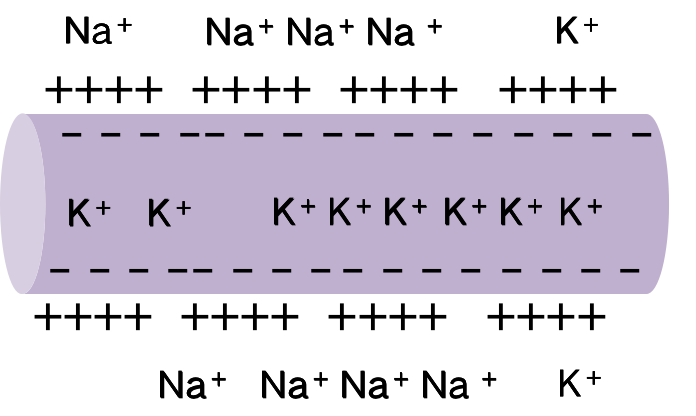 Na⁺ Na⁺ Na⁺ Na ⁺ K⁺
++++ ++++ ++++ ++++
− − − −− − − −− − − − − − − −
K⁺ K⁺ K⁺ K⁺ K⁺ K⁺ K⁺ K⁺
− − − −− − − −− − − − − − − −
++++ ++++ ++++ ++++
Na⁺ Na⁺ Na⁺ Na ⁺ K⁺